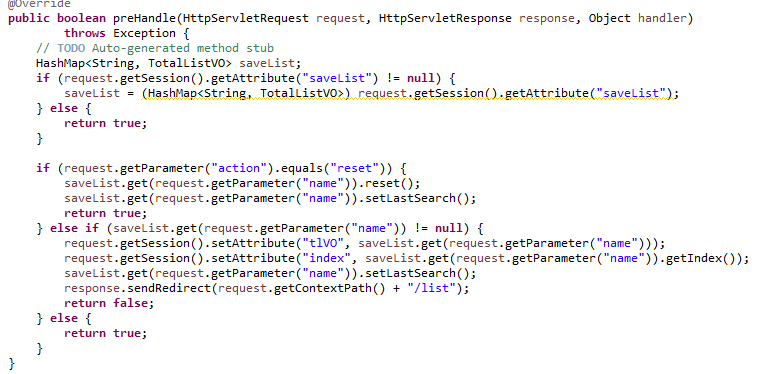 @Override
public boolean preHandle(HttpServletRequest request, HttpServletResponse response, Object handler)
        throws Exception {
    // TODO Auto-generated method stub
    HashMap<String, TotalListVO> saveList;
    if (request.getSession().getAttribute("saveList") != null) {
        saveList = (HashMap<String, TotalListVO>) request.getSession().getAttribute("saveList");
    } else {
        return true;
    }

    if (request.getParameter("action").equals("reset")) {
        saveList.get(request.getParameter("name")).reset();
        saveList.get(request.getParameter("name")).setLastSearch();
        return true;
    } else if (saveList.get(request.getParameter("name")) != null) {
        request.getSession().setAttribute("tlVO", saveList.get(request.getParameter("name")));
        request.getSession().setAttribute("index", saveList.get(request.getParameter("name")).getIndex());
        saveList.get(request.getParameter("name")).setLastSearch();
        response.sendRedirect(request.getContextPath() + "/list");
        return false;
    } else {
        return true;
    }
}